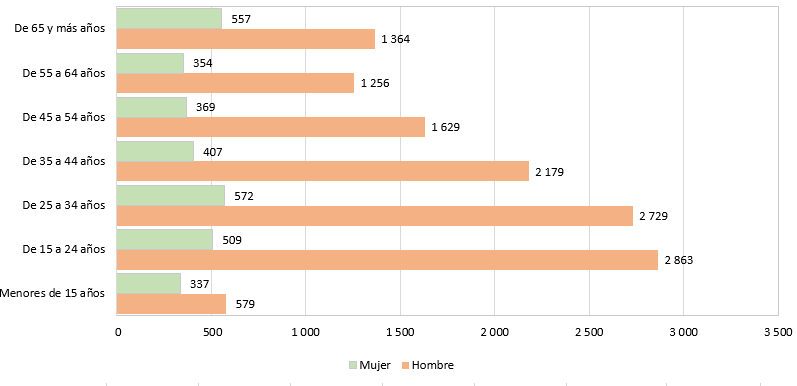 De 65 y más años
557
1 364
De 55 a 64 años
354
1 256
De 45 a 54 años
369
1 629
De 35 a 44 años
407
2 179
De 25 a 34 años
572
2 729
De 15 a 24 años
509
2 863
Menores de 15 años
337
579
0 500 1 000 1 500 2 000 2 500 3 000 3 500
Mujer Hombre